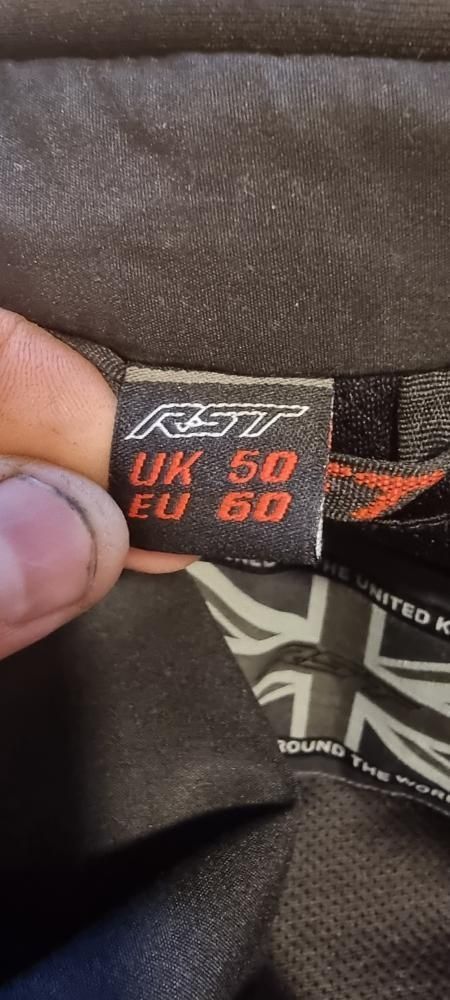 RST
UK 50
EU 60
THE UNITED K
ROUND THE WOR